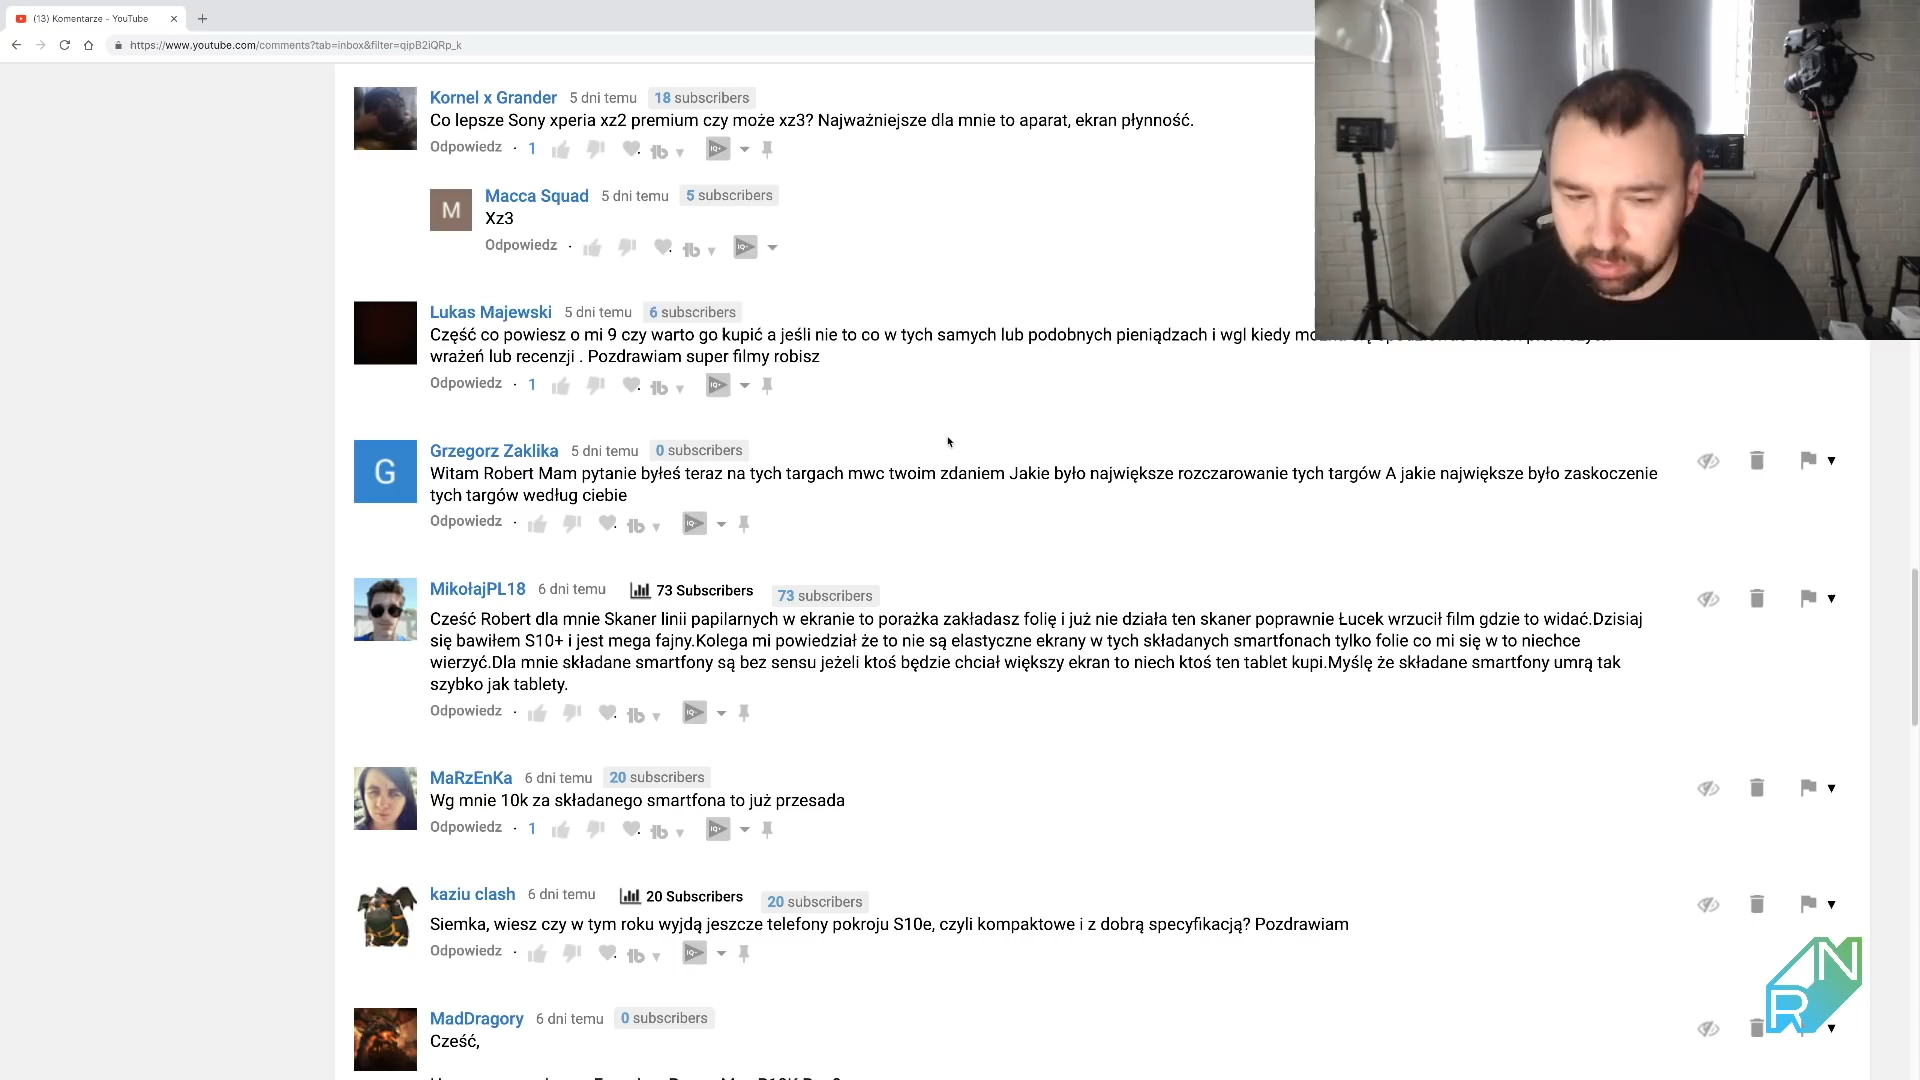 (13) Komentarze - YouTube
https://www.youtube.com/comments?tab=inbox&filter=qipB2iQRp_k
Kornel x Grander 5 dni temu 18 subscribers
Co lepsze Sony xperia xz2 premium czy może xz3? Najważniejsze dla mnie to aparat, ekran płynność.
Odpowiedz · 1
M
Macca Squad 5 dni temu 5 subscribers
Xz3
Odpowiedz ·
Lukas Majewski 5 dni temu 6 subscribers
Część co powiesz o mi 9 czy warto go kupić a jeśli nie to co w tych samych lub podobnych pieniądzach i wgl kiedy
wrażeń lub recenzji . Pozdrawiam super filmy robisz
Odpowiedz · 1
G
Grzegorz Zaklika 5 dni temu 0 subscribers
Witam Robert Mam pytanie byłeś teraz na tych targach mwc twoim zdaniem Jakie było największe rozczarowanie tych targów A jakie największe było zaskoczenie
tych targów według ciebie
Odpowiedz ·
MikołajPL18 6 dni temu 73 Subscribers 73 subscribers
Cześć Robert dla mnie Skaner linii papilarnych w ekranie to porażka zakładasz folię i już nie działa ten skaner poprawnie Łucek wrzucił film gdzie to widać.Dzisiaj
się bawiłem S10+ i jest mega fajny.Kolega mi powiedział że to nie są elastyczne ekrany w tych składanych smartfonach tylko folie co mi się w to niechce
wierzyć.Dla mnie składane smartfony są bez sensu jeżeli ktoś będzie chciał większy ekran to niech ktoś ten tablet kupi.Myślę że składane smartfony umrą tak
szybko jak tablety.
Odpowiedz ·
MaRzEnKa 6 dni temu 20 subscribers
Wg mnie 10k za składanego smartfona to już przesada
Odpowiedz · 1
kaziu clash 6 dni temu 20 Subscribers 20 subscribers
Siemka, wiesz czy w tym roku wyjdą jeszcze telefony pokroju S10e, czyli kompaktowe i z dobrą specyfikacją? Pozdrawiam
Odpowiedz ·
MadDragory 6 dni temu 0 subscribers
Cześć,
RN